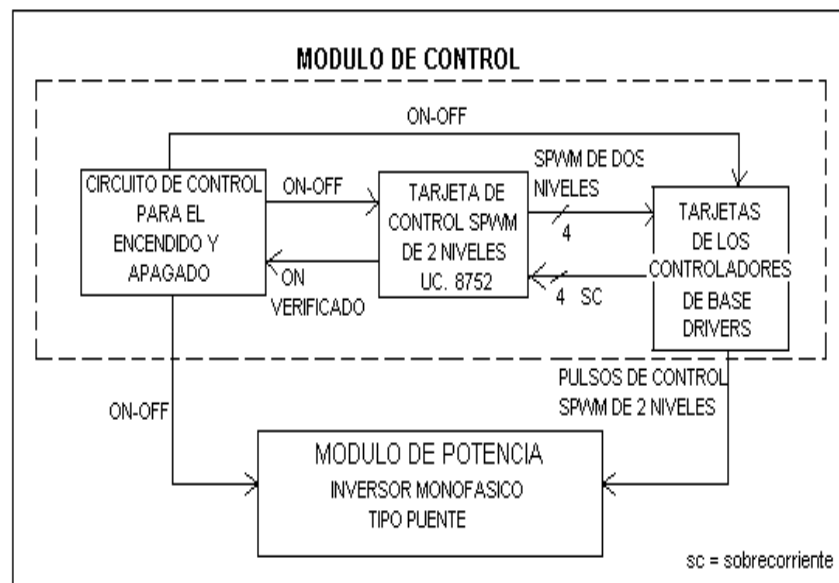 MODULO DE CONTROL
ON-OFF
CIRCUITO DE CONTROL
PARA EL
ENCENDIDO Y
APAGADO
ON-OFF
ON
VERIFICADO
TARJETA DE
CONTROL SPWM
DE 2 NIVELES
UC. 8752
SPWM DE DOS
NIVELES
4
4 SC
TARJETAS
DE LOS
CONTROLADORES
DE BASE
DRIVERS
ON-OFF
PULSOS DE CONTROL
SPWM DE 2 NIVELES
MODULO DE POTENCIA
INVERSOR MONOFASICO
TIPO PUENTE
sc = sobrecorriente